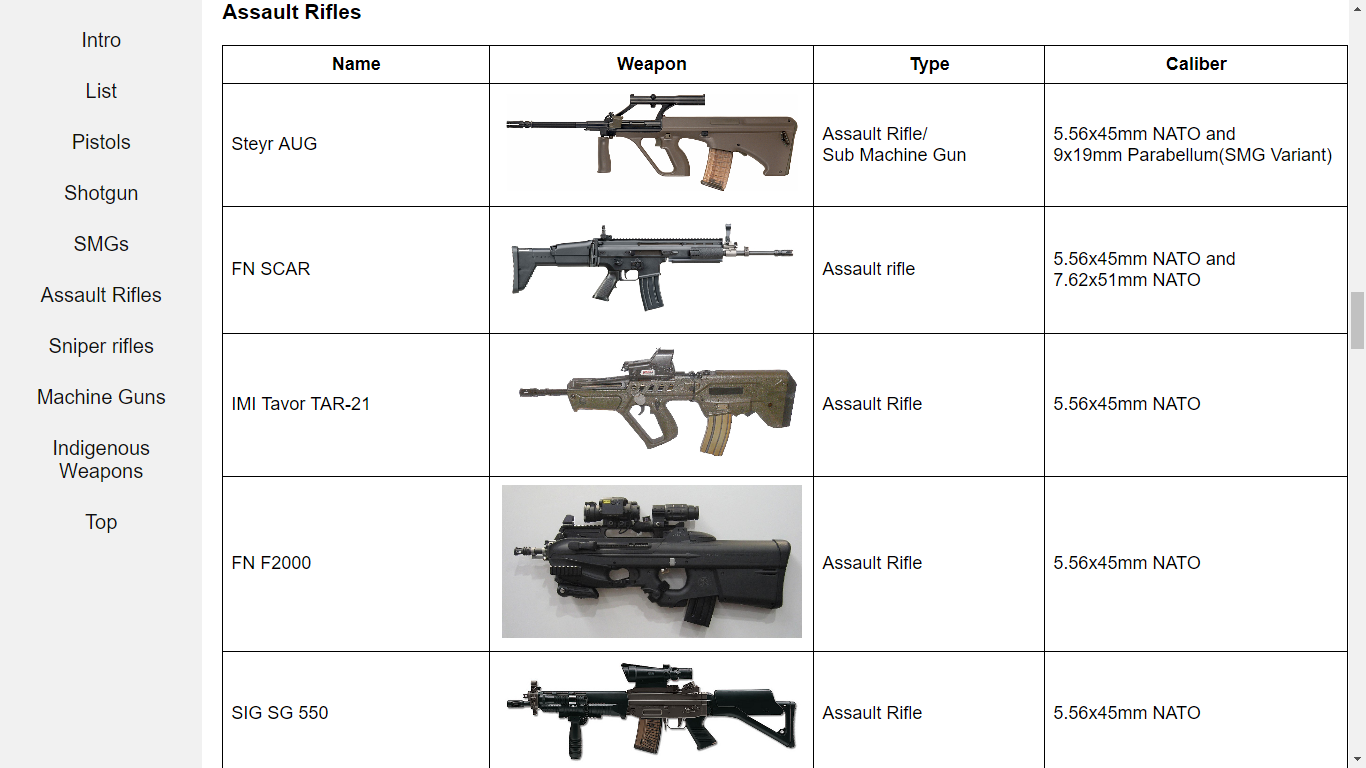 Intro
List
Pistols
Shotgun
SMGs
Assault Rifles
Sniper rifles
Machine Guns
Indigenous
Weapons
Top
Assault Rifles
Name Weapon Type Caliber
Steyr AUG
Assault Rifle/
Sub Machine Gun
5.56x45mm NATO and
9x19mm Parabellum(SMG Variant)
FN SCAR
Assault rifle
5.56x45mm NATO and
7.62x51mm NATO
IMI Tavor TAR-21
Assault Rifle
5.56x45mm NATO
FN F2000
Assault Rifle
5.56x45mm NATO
SIG SG 550
Assault Rifle
5.56x45mm NATO